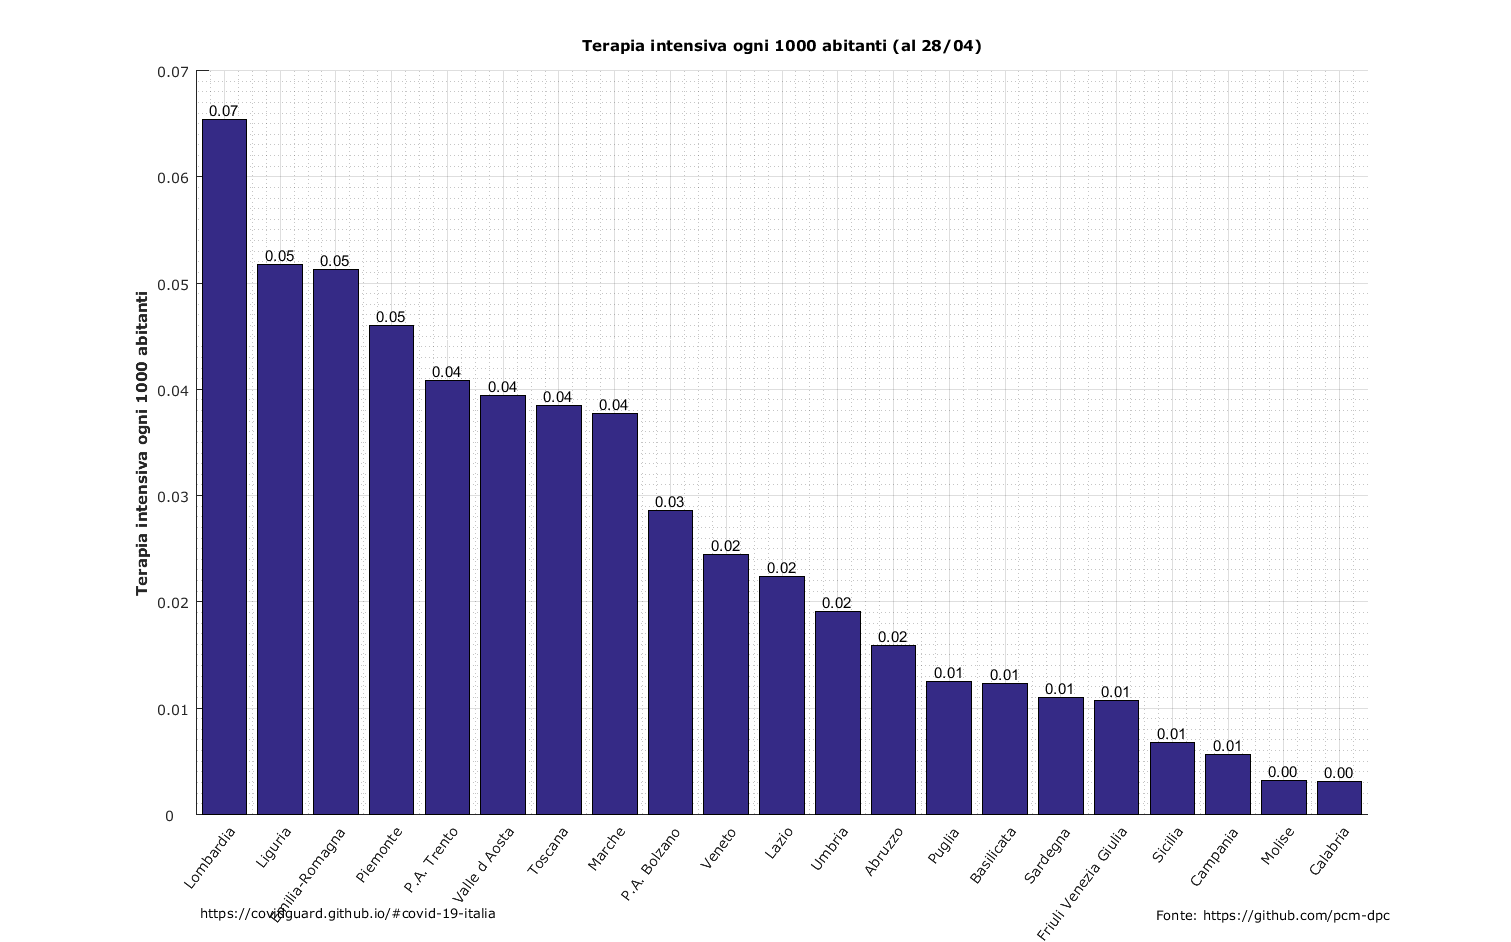 Terapia intensiva ogni 1000 abitanti (al 28/04)
Terapia intensiva ogni 1000 abitanti
0.07
0.06
0.05
0.04
0.03
0.02
0.01
0
0.07
0.05
0.05
0.05
0.04
0.04
0.04
0.04
0.03
0.02
0.02
0.02
0.02
0.01
0.01
0.01
0.01
0.01
0.01
0.00
0.00
Lombardia
Liguria
Emilia-Romagna
Piemonte
P.A. Trento
Valle d Aosta
Toscana
Marche
P.A. Bolzano
Veneto
Lazio
Umbria
Abruzzo
Puglia
Basilicata
Sardegna
Friuli Venezia Giulia
Sicilia
Campania
Molise
Calabria
https://covidguard.github.io/#covid-19-italia
Fonte: https://github.com/pcm-dpc